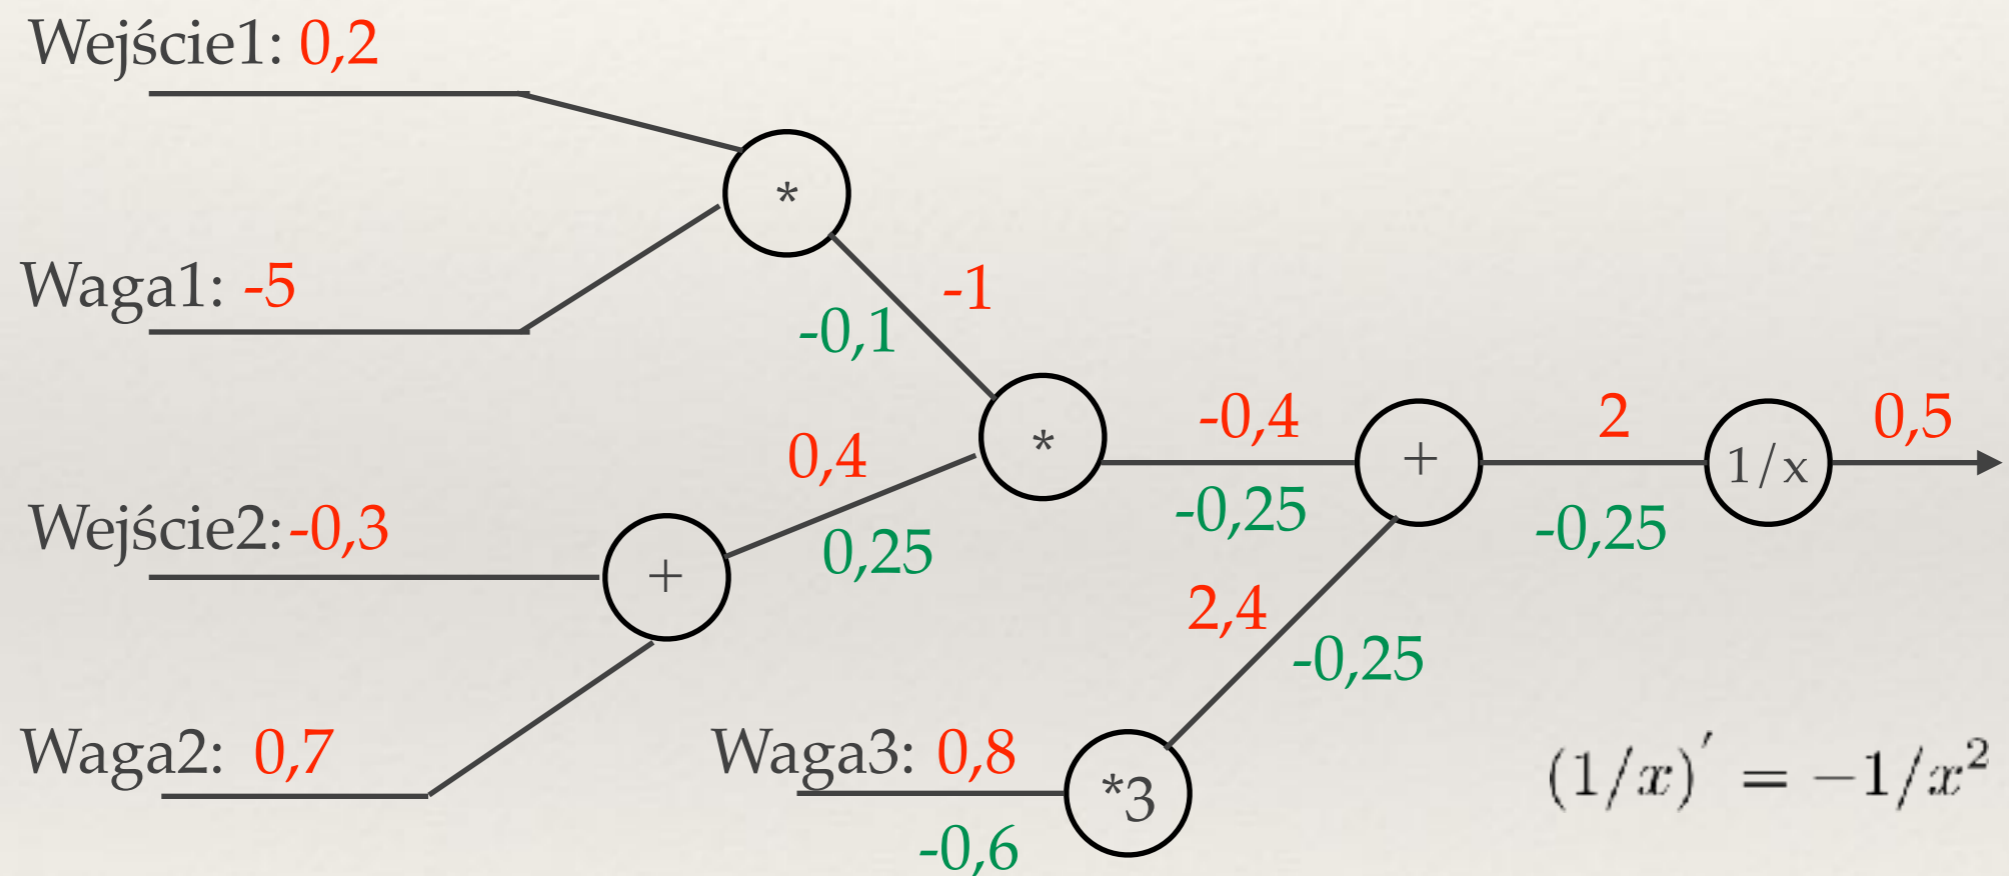 Wejście1: 0,2
*
Waga1: -5
-1
-0,1
-0,4
2
0,5
0,4
*
+
1/x
Wejście2:-0,3
-0,25
-0,25
0,25
+
2,4
-0,25
Waga2: 0,7
Waga3: 0,8
*3
(1/x)′ = −1/x²
-0,6